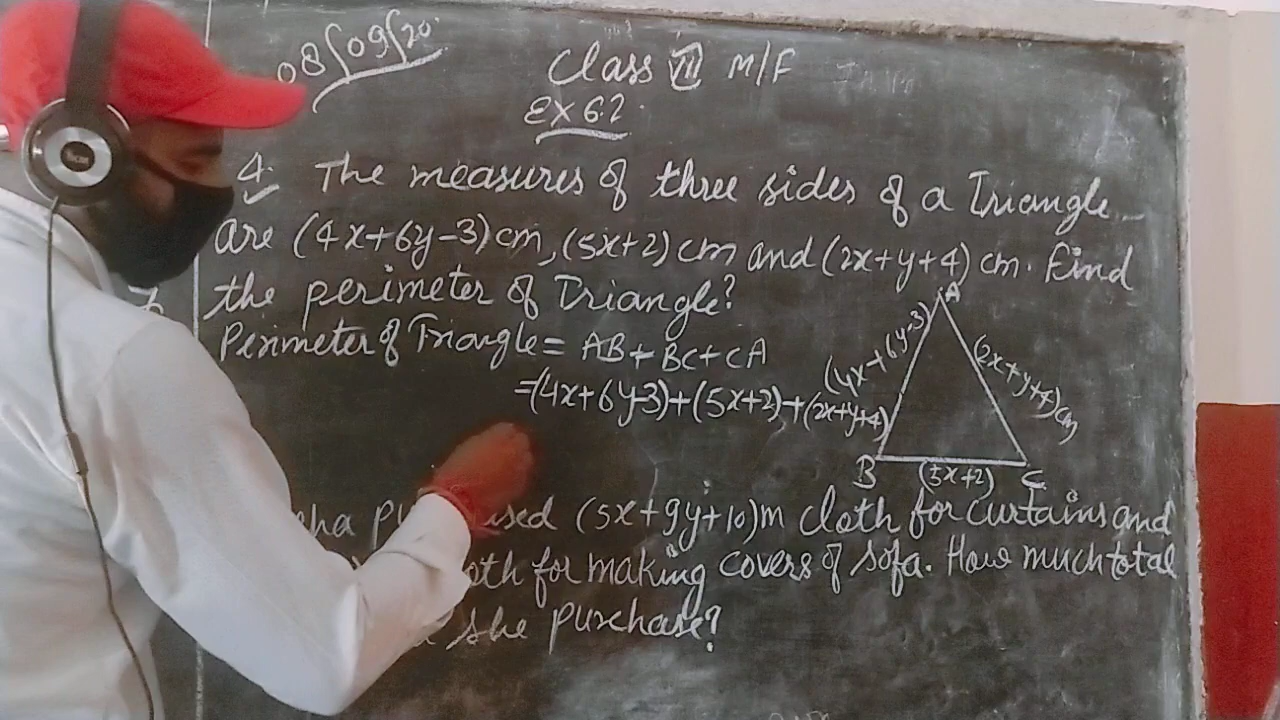 08/09/20
Class VII M/F
Ex 6.2
4. The measures of three sides of a Triangle
are (4x+6y-3)cm, (5x+2) cm and (2x+y+4) cm. Find
the perimeter of Triangle?
Perimeter of Triangle = AB + BC + CA
=(4x+6y-3)+(5x+2)+(2x+y+4)
A
(4x+6y-3)
(2x+y+4)cm
B
(5x+2)
C
(5x+9y+10)m cloth for curtains and
for making covers of sofa. How much total
she purchase?